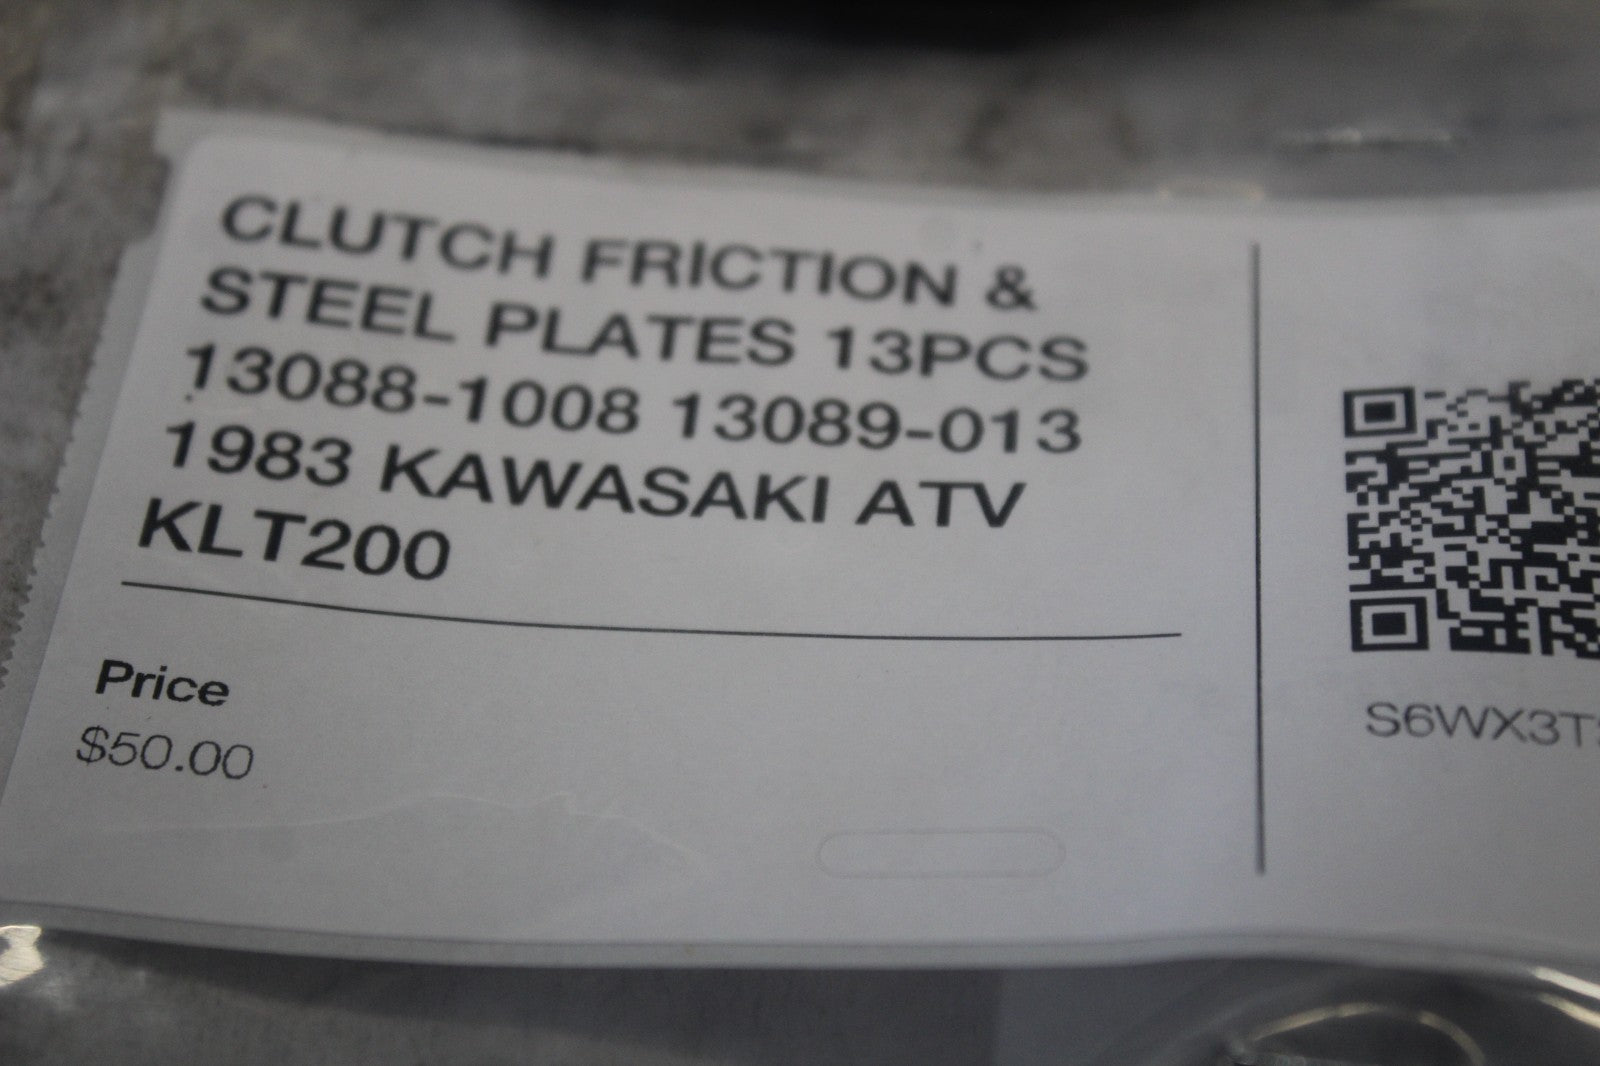 CLUTCH FRICTION &
STEEL PLATES 13PCS
13088-1008 13089-013
1983 KAWASAKI ATV
KLT200
Price
$50.00